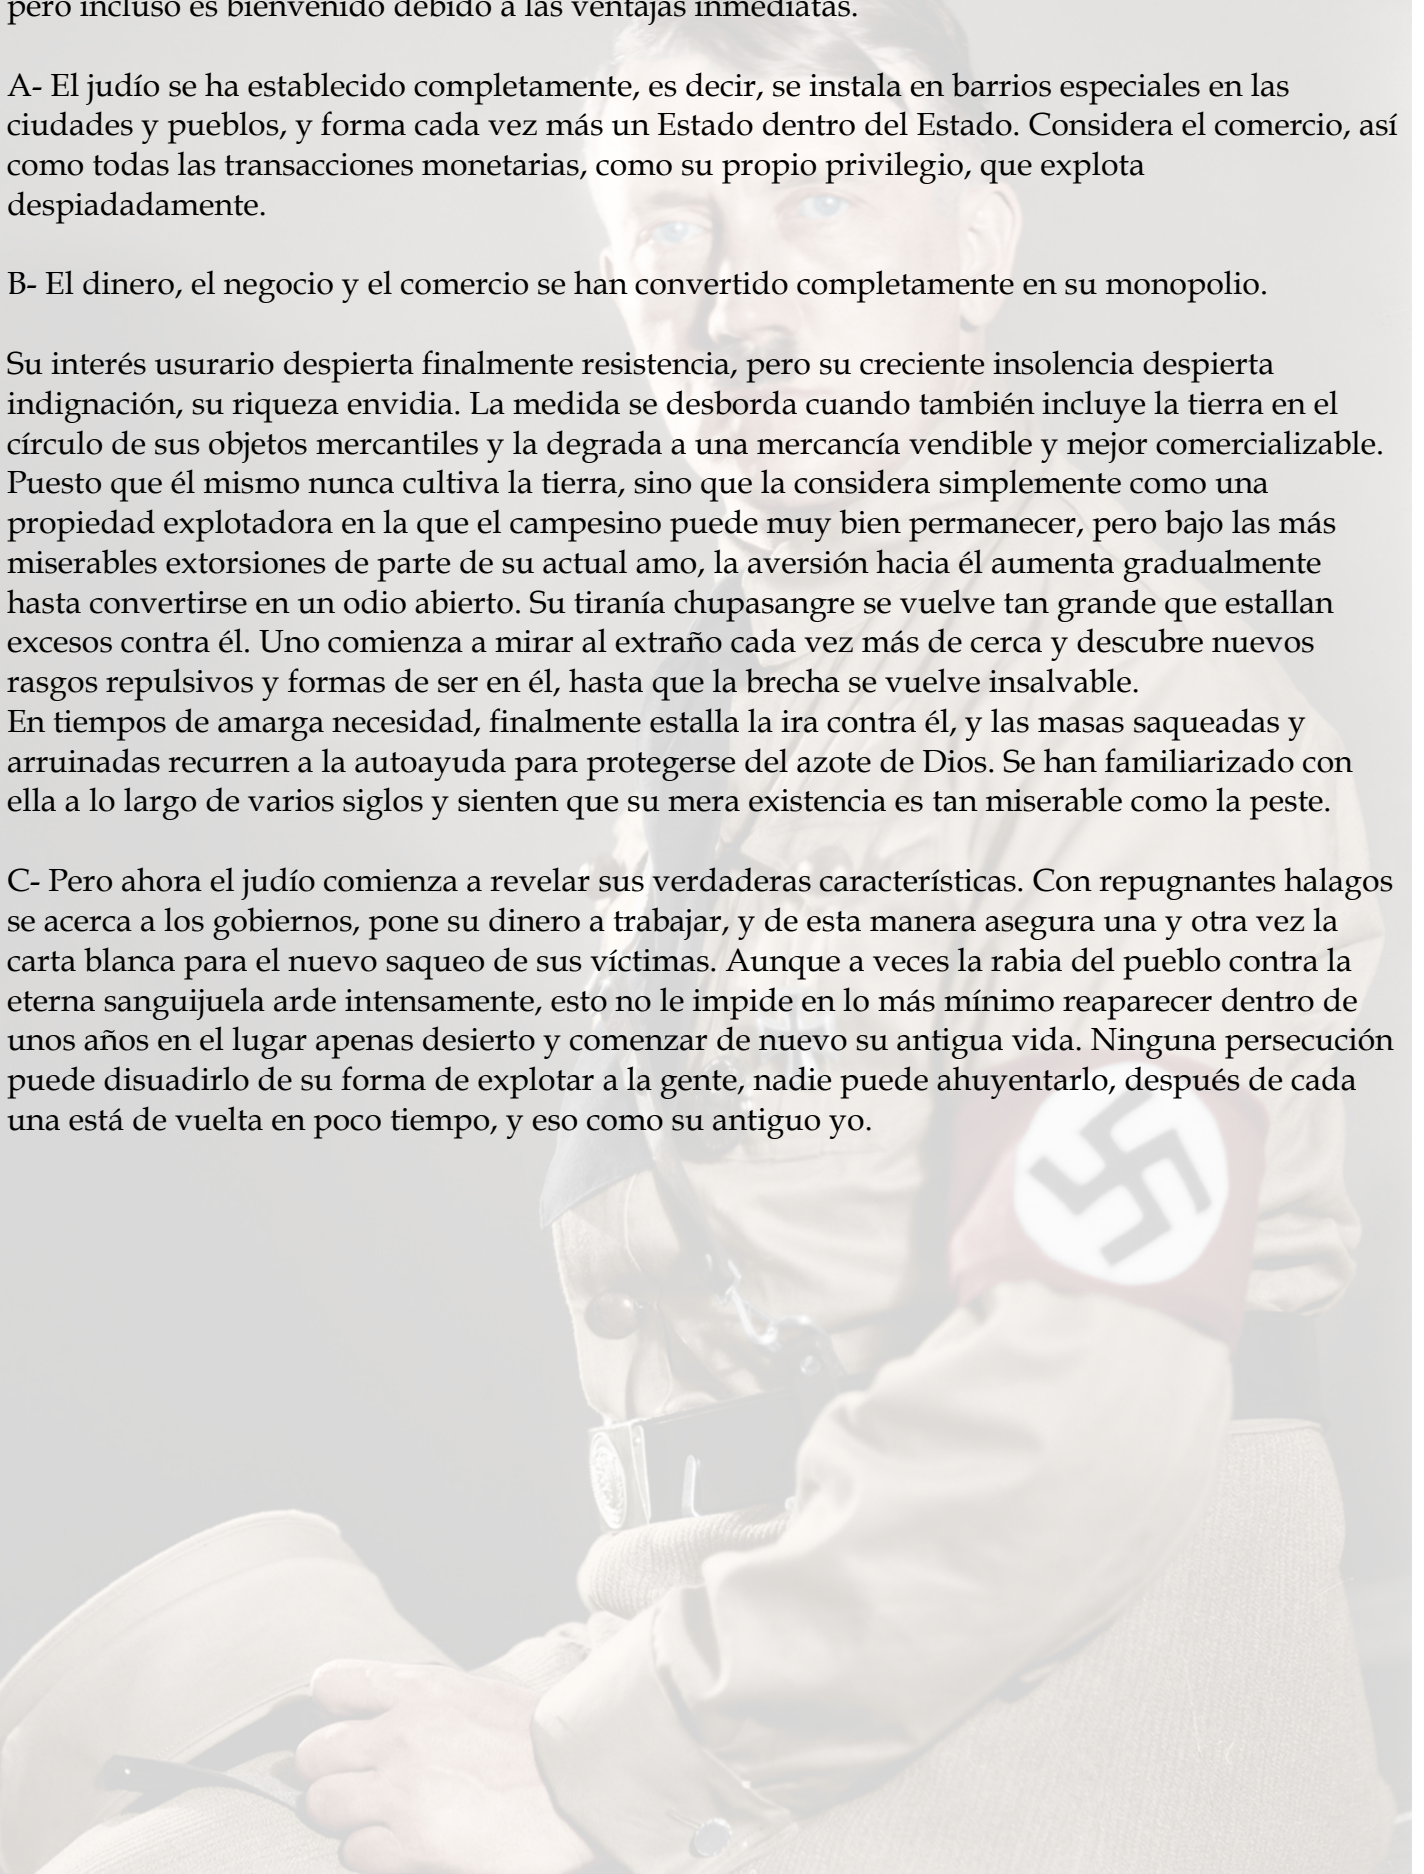 pero incluso es bienvenido debido a las ventajas inmediatas.
A- El judío se ha establecido completamente, es decir, se instala en barrios especiales en las
ciudades y pueblos, y forma cada vez más un Estado dentro del Estado. Considera el comercio, así
como todas las transacciones monetarias, como su propio privilegio, que explota
despiadadamente.
B- El dinero, el negocio y el comercio se han convertido completamente en su monopolio.
Su interés usurario despierta finalmente resistencia, pero su creciente insolencia despierta
indignación, su riqueza envidia. La medida se desborda cuando también incluye la tierra en el
círculo de sus objetos mercantiles y la degrada a una mercancía vendible y mejor comercializable.
Puesto que él mismo nunca cultiva la tierra, sino que la considera simplemente como una
propiedad explotadora en la que el campesino puede muy bien permanecer, pero bajo las más
miserables extorsiones de parte de su actual amo, la aversión hacia él aumenta gradualmente
hasta convertirse en un odio abierto. Su tiranía chupasangre se vuelve tan grande que estallan
excesos contra él. Uno comienza a mirar al extraño cada vez más de cerca y descubre nuevos
rasgos repulsivos y formas de ser en él, hasta que la brecha se vuelve insalvable.
En tiempos de amarga necesidad, finalmente estalla la ira contra él, y las masas saqueadas y
arruinadas recurren a la autoayuda para protegerse del azote de Dios. Se han familiarizado con
ella a lo largo de varios siglos y sienten que su mera existencia es tan miserable como la peste.
C- Pero ahora el judío comienza a revelar sus verdaderas características. Con repugnantes halagos
se acerca a los gobiernos, pone su dinero a trabajar, y de esta manera asegura una y otra vez la
carta blanca para el nuevo saqueo de sus víctimas. Aunque a veces la rabia del pueblo contra la
eterna sanguijuela arde intensamente, esto no le impide en lo más mínimo reaparecer dentro de
unos años en el lugar apenas desierto y comenzar de nuevo su antigua vida. Ninguna persecución
puede disuadirlo de su forma de explotar a la gente, nadie puede ahuyentarlo, después de cada
una está de vuelta en poco tiempo, y eso como su antiguo yo.